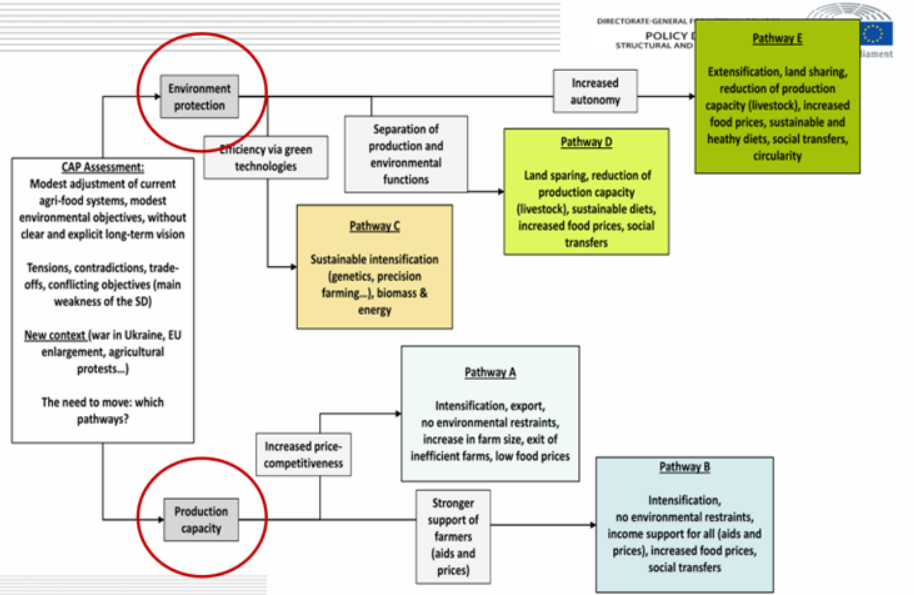 DIRECTORATE-GENERAL
POLICY
STRUCTURAL AND
Pathway E
Extensification, land sharing,
reduction of production
capacity (livestock), increased
food prices, sustainable and
heathy diets, social transfers,
circularity
Increased
autonomy
Environment
protection
Efficiency via green
technologies
Separation of
production and
environmental
functions
Pathway D
Land sparing, reduction of
production capacity
(livestock), sustainable diets,
increased food prices, social
transfers
CAP Assessment:
Modest adjustment of current
agri-food systems, modest
environmental objectives, without
clear and explicit long-term vision
Tensions, contradictions, trade-
offs, conflicting objectives (main
weakness of the SD)
New context (war in Ukraine, EU
enlargement, agricultural
protests...)
The need to move: which
pathways?
Pathway C
Sustainable intensification
(genetics, precision
farming...), biomass &
energy
Pathway A
Intensification, export,
no environmental restraints,
increase in farm size, exit of
inefficient farms, low food prices
Increased price-
competitiveness
Production
capacity
Stronger
support of
farmers
(aids and
prices)
Pathway B
Intensification,
no environmental restraints,
income support for all (aids and
prices), increased food prices,
social transfers